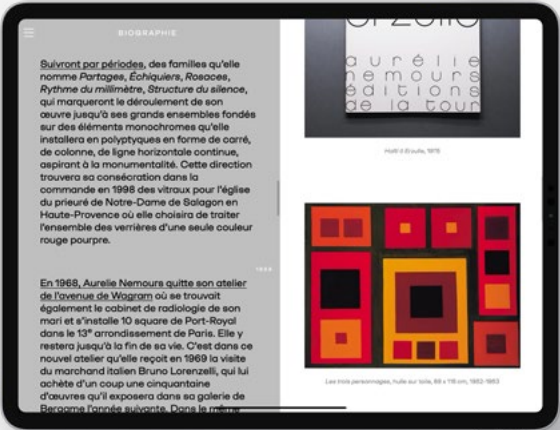 BIOGRAPHIE
Suivront par périodes, des familles qu'elle
nomme Partages, Échiquiers, Rosaces,
Rythme du millimètre, Structure du silence,
qui marqueront le déroulement de son
œuvre jusqu'à ses grands ensembles fondés
sur des éléments monochromes qu'elle
installera en polyptyques en forme de carré,
de colonne, de ligne horizontale continue,
aspirant à la monumentalité. Cette direction
trouvera sa consécration dans la
commande en 1998 des vitraux pour l'église
du prieuré de Notre-Dame de Salagon en
Haute-Provence où elle choisira de traiter
l'ensemble des verrières d'une seule couleur
rouge pourpre.
En 1968, Aurelie Nemours quitte son atelier
de l'avenue de Wagram où se trouvait
également le cabinet de radiologie de son
mari et s'installe 10 square de Port-Royal
dans le 13e arrondissement de Paris. Elle y
restera jusqu'à la fin de sa vie. C'est dans ce
nouvel atelier qu'elle reçoit en 1969 la visite
du marchand italien Bruno Lorenzelli, qui lui
achète d'un coup une cinquantaine
d'œuvres qu'il exposera dans sa galerie de
Bergame l'année suivante. Dans le même
aurélie
nemours
éditions
de la tour
Les trois personnages, huile sur toile, 89 x 116 cm, 1952-1953